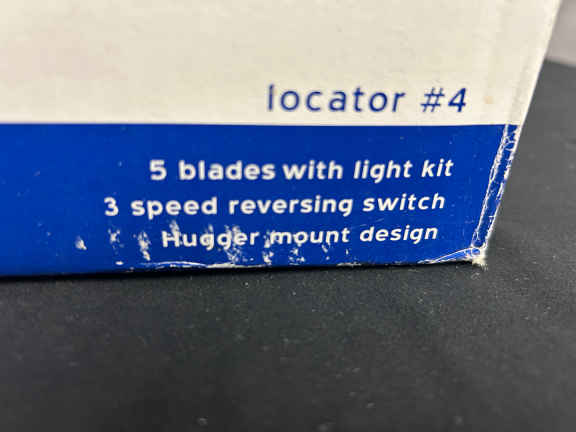 locator #4
5 blades with light kit
3 speed reversing switch
Hugger mount design